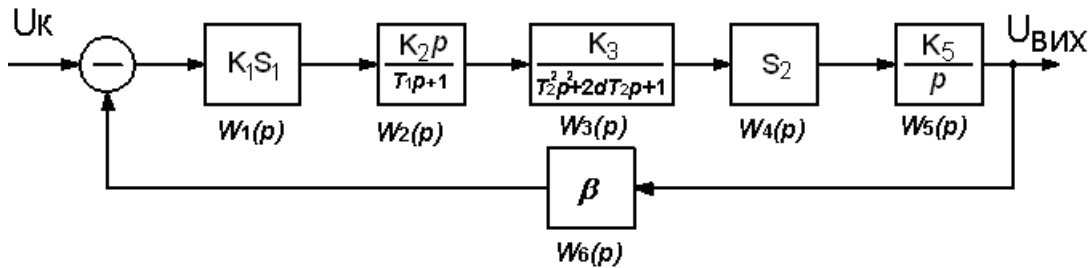 Uк
Uвих
K₁S₁
K₂p
T₁p+1
K₃
T₂²p²+2dT₂p+1
S₂
K₅
p
W₁(p)
W₂(p)
W₃(p)
W₄(p)
W₅(p)
β
W₆(p)